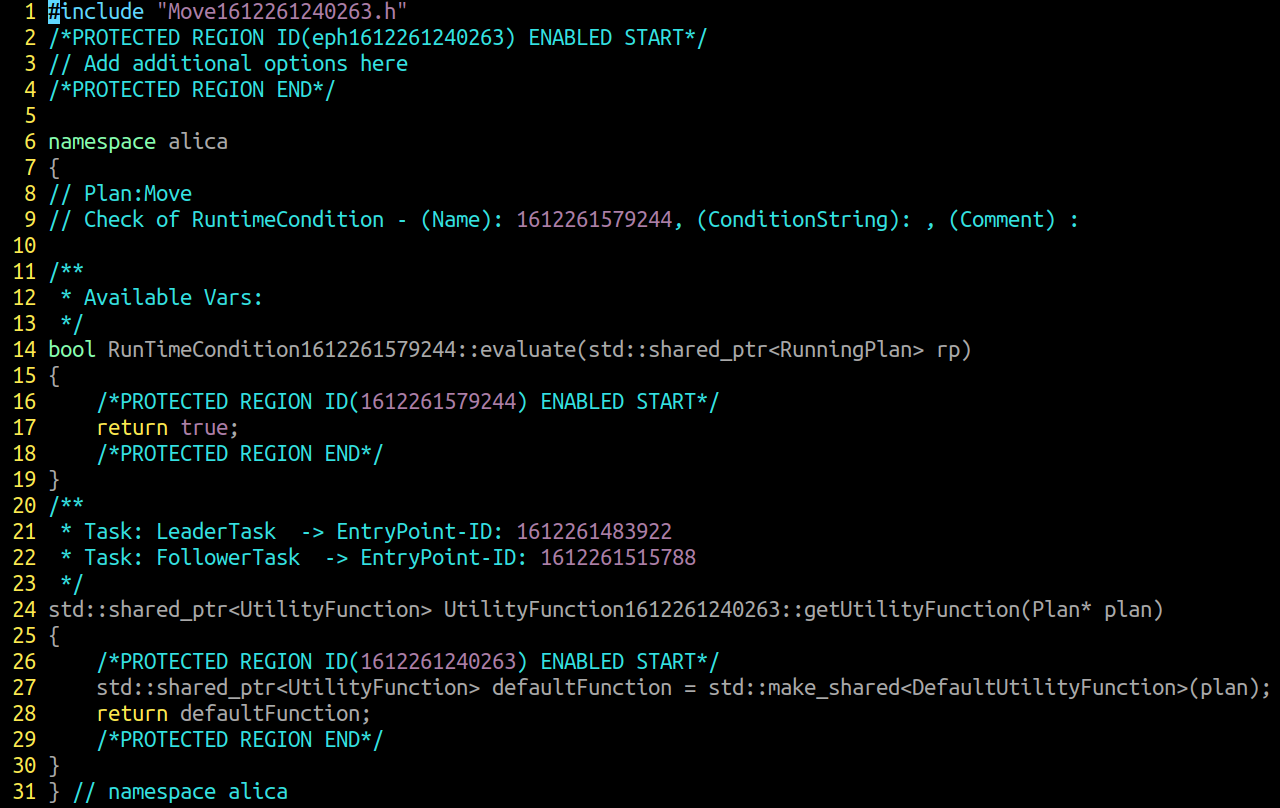 1 #include "Move1612261240263.h"
2 /*PROTECTED REGION ID(eph1612261240263) ENABLED START*/
3 // Add additional options here
4 /*PROTECTED REGION END*/
5
6 namespace alica
7 {
8 // Plan:Move
9 // Check of RuntimeCondition - (Name): 1612261579244, (ConditionString): , (Comment) :
10
11 /**
12  * Available Vars:
13  */
14 bool RunTimeCondition1612261579244::evaluate(std::shared_ptr<RunningPlan> rp)
15 {
16     /*PROTECTED REGION ID(1612261579244) ENABLED START*/
17     return true;
18     /*PROTECTED REGION END*/
19 }
20 /**
21  * Task: LeaderTask  -> EntryPoint-ID: 1612261483922
22  * Task: FollowerTask  -> EntryPoint-ID: 1612261515788
23  */
24 std::shared_ptr<UtilityFunction> UtilityFunction1612261240263::getUtilityFunction(Plan* plan)
25 {
26     /*PROTECTED REGION ID(1612261240263) ENABLED START*/
27     std::shared_ptr<UtilityFunction> defaultFunction = std::make_shared<DefaultUtilityFunction>(plan);
28     return defaultFunction;
29     /*PROTECTED REGION END*/
30 }
31 } // namespace alica